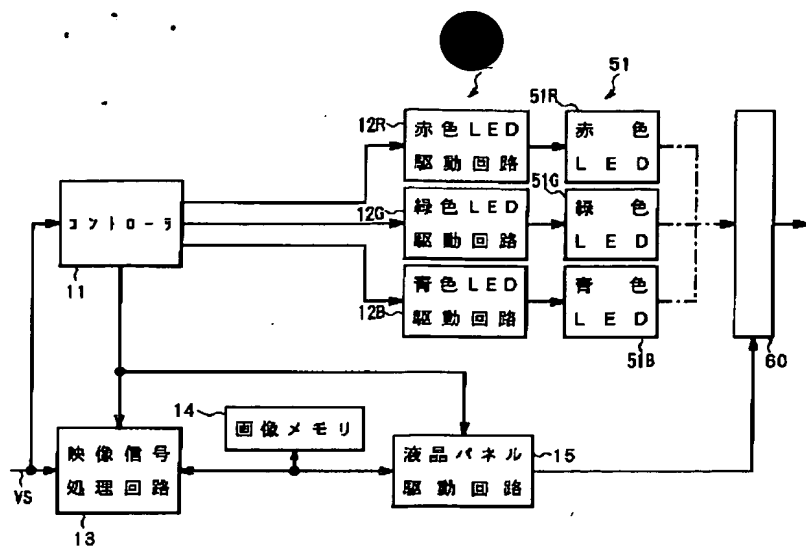 51
51R
12R
赤色LED
駆動回路
赤色
LED
51G
12G
緑色LED
駆動回路
緑色
LED
コントローラ
11
12B
青色LED
駆動回路
青色
LED
51B
60
14
画像メモリ
映像信号
処理回路
VS
13
液晶パネル
駆動回路
15